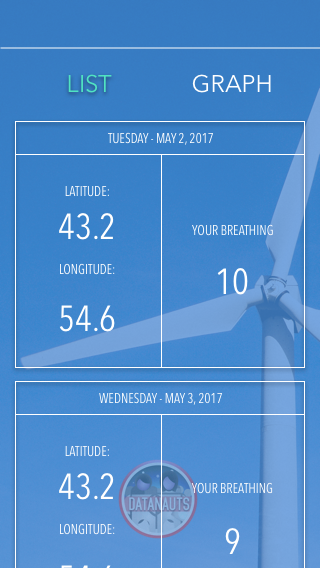 LIST GRAPH
TUESDAY - MAY 2, 2017
LATITUDE:
43.2
LONGITUDE:
54.6
YOUR BREATHING
10
WEDNESDAY - MAY 3, 2017
LATITUDE:
43.2
LONGITUDE:
YOUR BREATHING
9
DATANAUTS